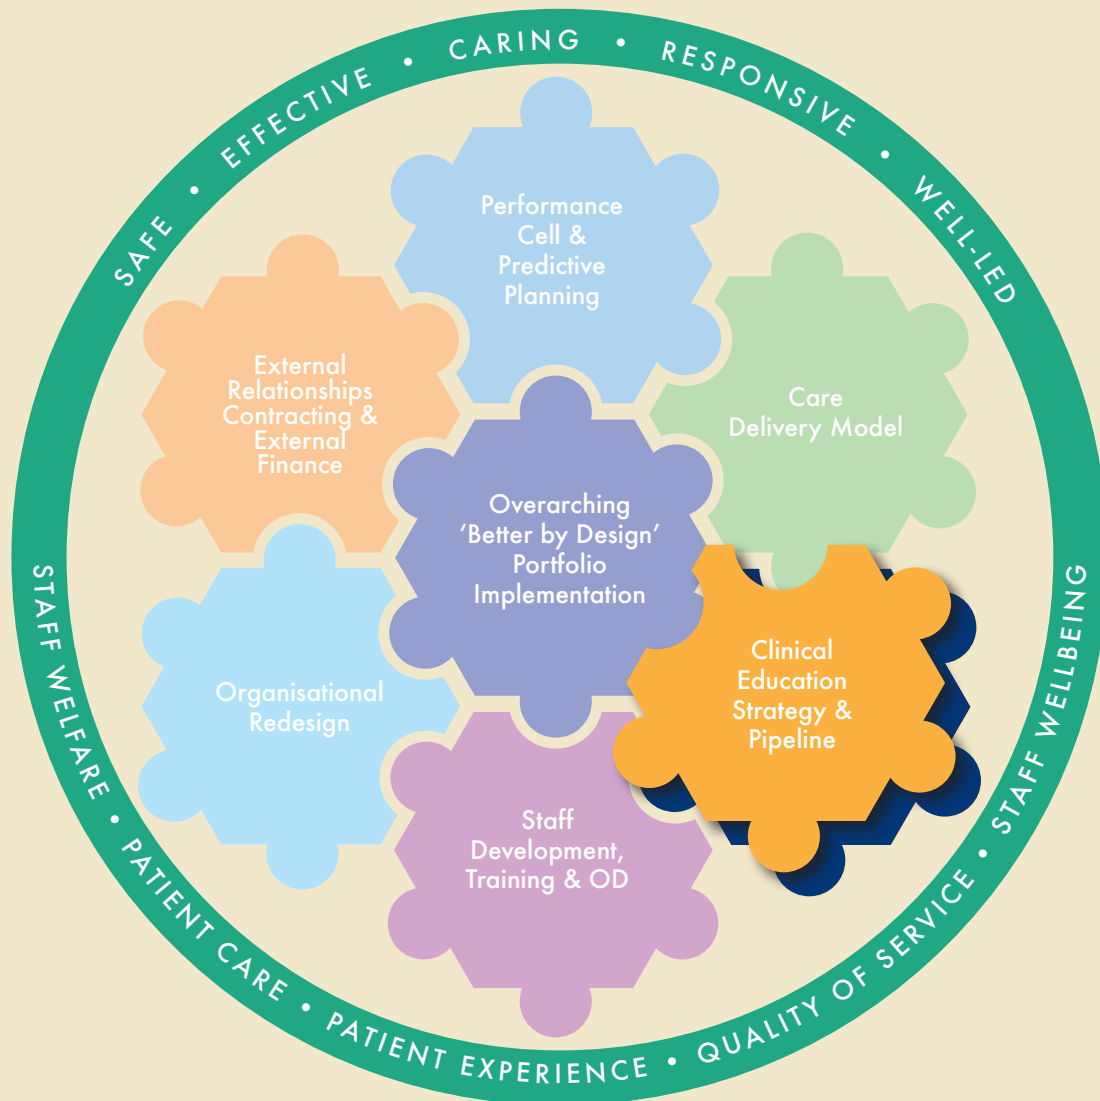 SAFE • EFFECTIVE • CARING • RESPONSIVE • WELL-LED
Performance
Cell &
Predictive
Planning
External
Relationships
Contracting &
External
Finance
Care
Delivery Model
Overarching
‘Better by Design’
Portfolio
Implementation
Clinical
Education
Strategy &
Pipeline
Organisational
Redesign
Staff
Development,
Training & OD
STAFF WELFARE • PATIENT CARE • PATIENT EXPERIENCE • QUALITY OF SERVICE • STAFF WELLBEING